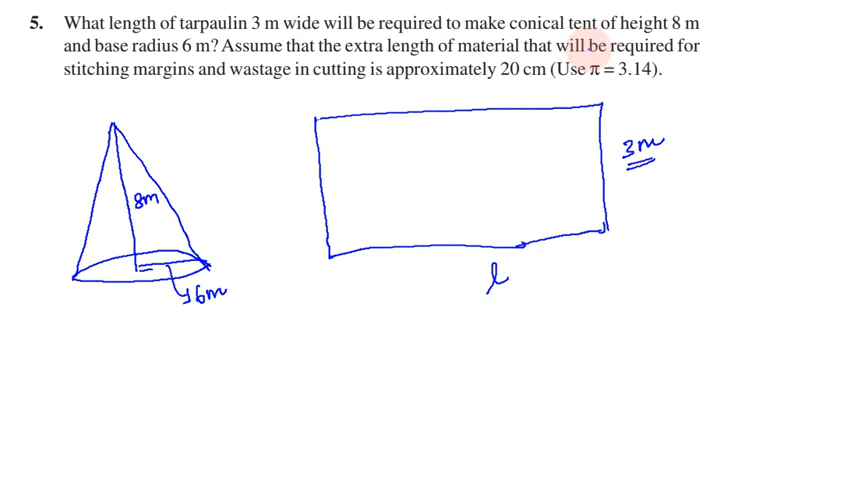 5. What length of tarpaulin 3 m wide will be required to make conical tent of height 8 m
and base radius 6 m? Assume that the extra length of material that will be required for
stitching margins and wastage in cutting is approximately 20 cm (Use π = 3.14).
3m
8m
6m
l